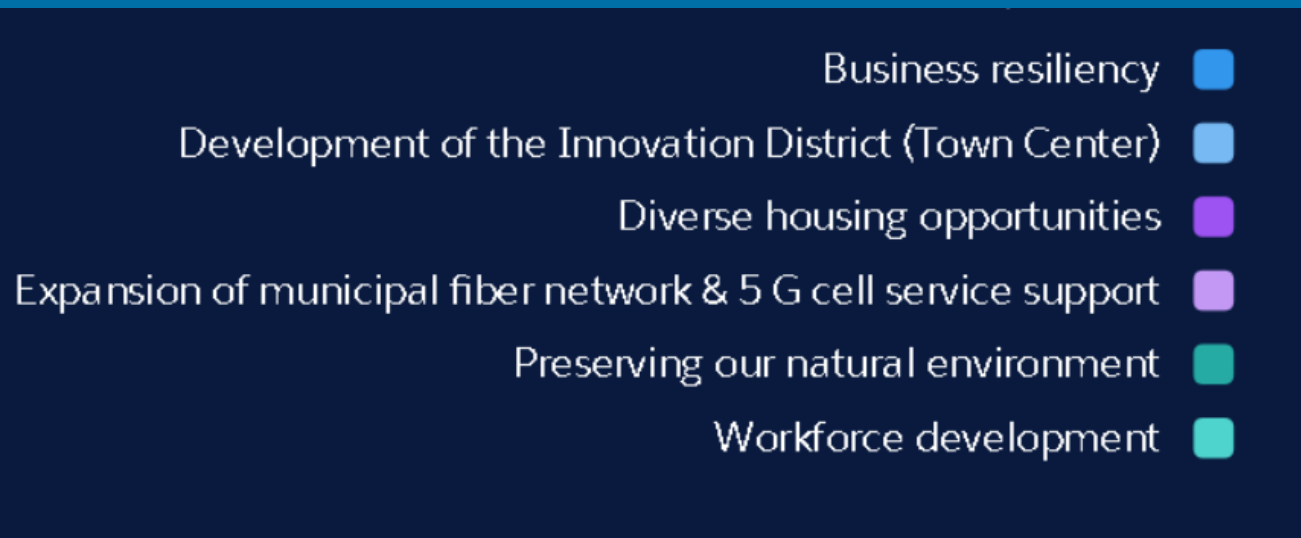 Business resiliency
Development of the Innovation District (Town Center)
Diverse housing opportunities
Expansion of municipal fiber network & 5 G cell service support
Preserving our natural environment
Workforce development